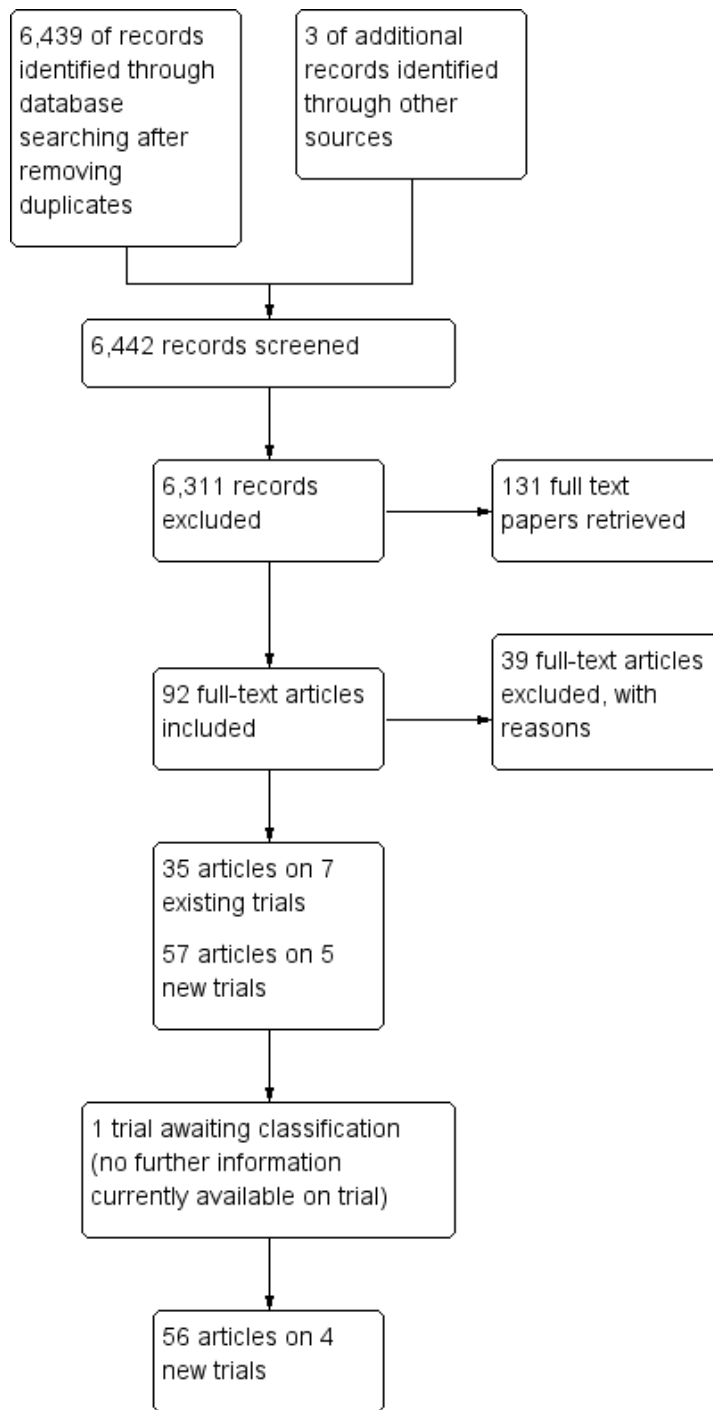 6,439 of records
identified through
database
searching after
removing
duplicates
3 of additional
records identified
through other
sources
6,442 records screened
6,311 records
excluded
131 full text
papers retrieved
92 full-text articles
included
39 full-text articles
excluded, with
reasons
35 articles on 7
existing trials
57 articles on 5
new trials
1 trial awaiting classification
(no further information
currently available on trial)
56 articles on 4
new trials